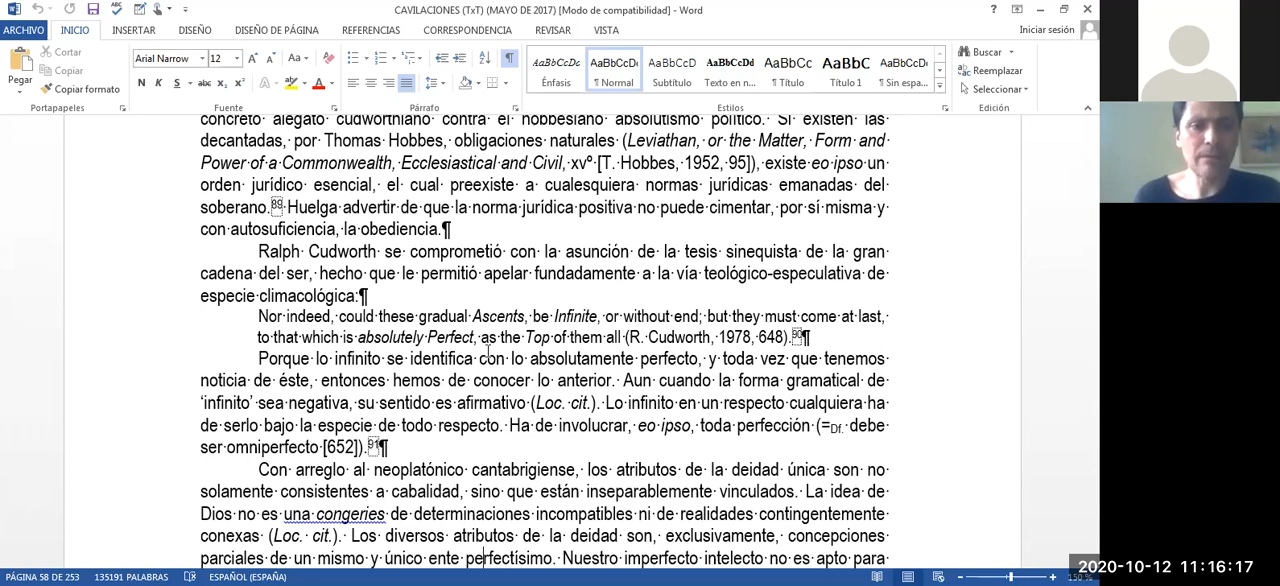 CAVILACIONES (TxT) (MAYO DE 2017) [Modo de compatibilidad] - Word
ARCHIVO INICIO INSERTAR DISEÑO DISEÑO DE PÁGINA REFERENCIAS CORRESPONDENCIA REVISAR VISTA Iniciar sesión
Pegar
Cortar
Copiar
Copiar formato
Portapapeles
Arial Narrow 12
N K S abc x₂ x²
Fuente
Párrafo
AaBbCcDc AaBbCcDc AaBbCcD AaBbCcDd AaBbCc AaBbC AaBbCcDc
Énfasis ¶ Normal Subtítulo Texto en n... ¶ Título Título 1 ¶ Sin espa...
Estilos
Buscar
Reemplazar
Seleccionar
Edición
concreto alegato cudworthiano contra el hobbesiano absolutismo político. Si existen las
decantadas, por Thomas Hobbes, obligaciones naturales (Leviathan, or the Matter, Form and
Power of a Commonwealth, Ecclesiastical and Civil, xvº [T. Hobbes, 1952, 95]), existe eo ipso un
orden jurídico esencial, el cual preexiste a cualesquiera normas jurídicas emanadas del
soberano.89 Huelga advertir de que la norma jurídica positiva no puede cimentar, por sí misma y
con autosuficiencia, la obediencia.¶
Ralph Cudworth se comprometió con la asunción de la tesis sinequista de la gran
cadena del ser, hecho que le permitió apelar fundadamente a la vía teológico-especulativa de
especie climacológica:¶
Nor indeed, could these gradual Ascents, be Infinite, or without end; but they must come at last,
to that which is absolutely Perfect, as the Top of them all (R. Cudworth, 1978, 648).90¶
Porque lo infinito se identifica con lo absolutamente perfecto, y toda vez que tenemos
noticia de éste, entonces hemos de conocer lo anterior. Aun cuando la forma gramatical de
‘infinito’ sea negativa, su sentido es afirmativo (Loc. cit.). Lo infinito en un respecto cualquiera ha
de serlo bajo la especie de todo respecto. Ha de involucrar, eo ipso, toda perfección (=Df. debe
ser omniperfecto [652]).91¶
Con arreglo al neoplatónico cantabrigiense, los atributos de la deidad única son no
solamente consistentes a cabalidad, sino que están inseparablemente vinculados. La idea de
Dios no es una congeries de determinaciones incompatibles ni de realidades contingentemente
conexas (Loc. cit.). Los diversos atributos de la deidad son, exclusivamente, concepciones
parciales de un mismo y único ente perfectísimo. Nuestro imperfecto intelecto no es apto para
PÁGINA 58 DE 253 135191 PALABRAS ESPAÑOL (ESPAÑA) 150 %
2020-10-12 11:16:17